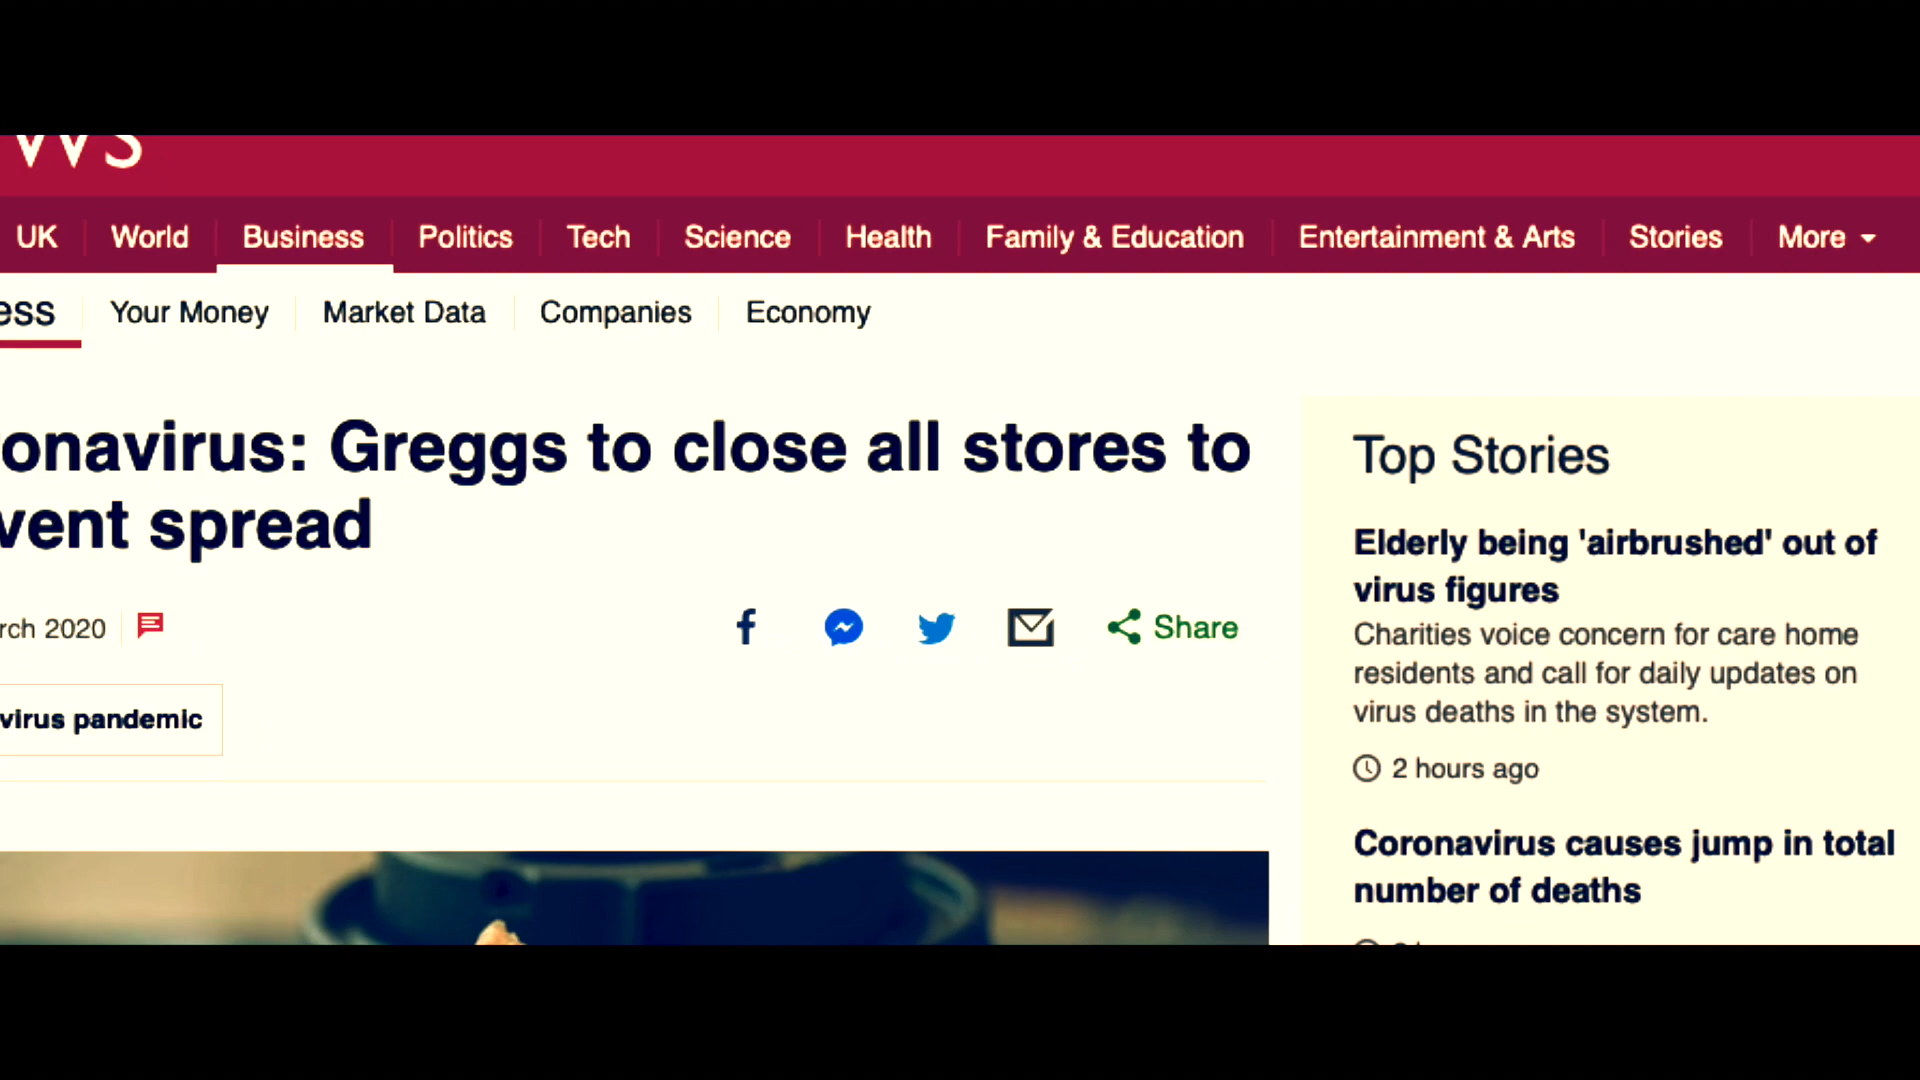 UK World Business Politics Tech Science Health Family & Education Entertainment & Arts Stories More
ess Your Money Market Data Companies Economy
onavirus: Greggs to close all stores to
vent spread
rch 2020
Share
virus pandemic
Top Stories
Elderly being 'airbrushed' out of
virus figures
Charities voice concern for care home
residents and call for daily updates on
virus deaths in the system.
2 hours ago
Coronavirus causes jump in total
number of deaths